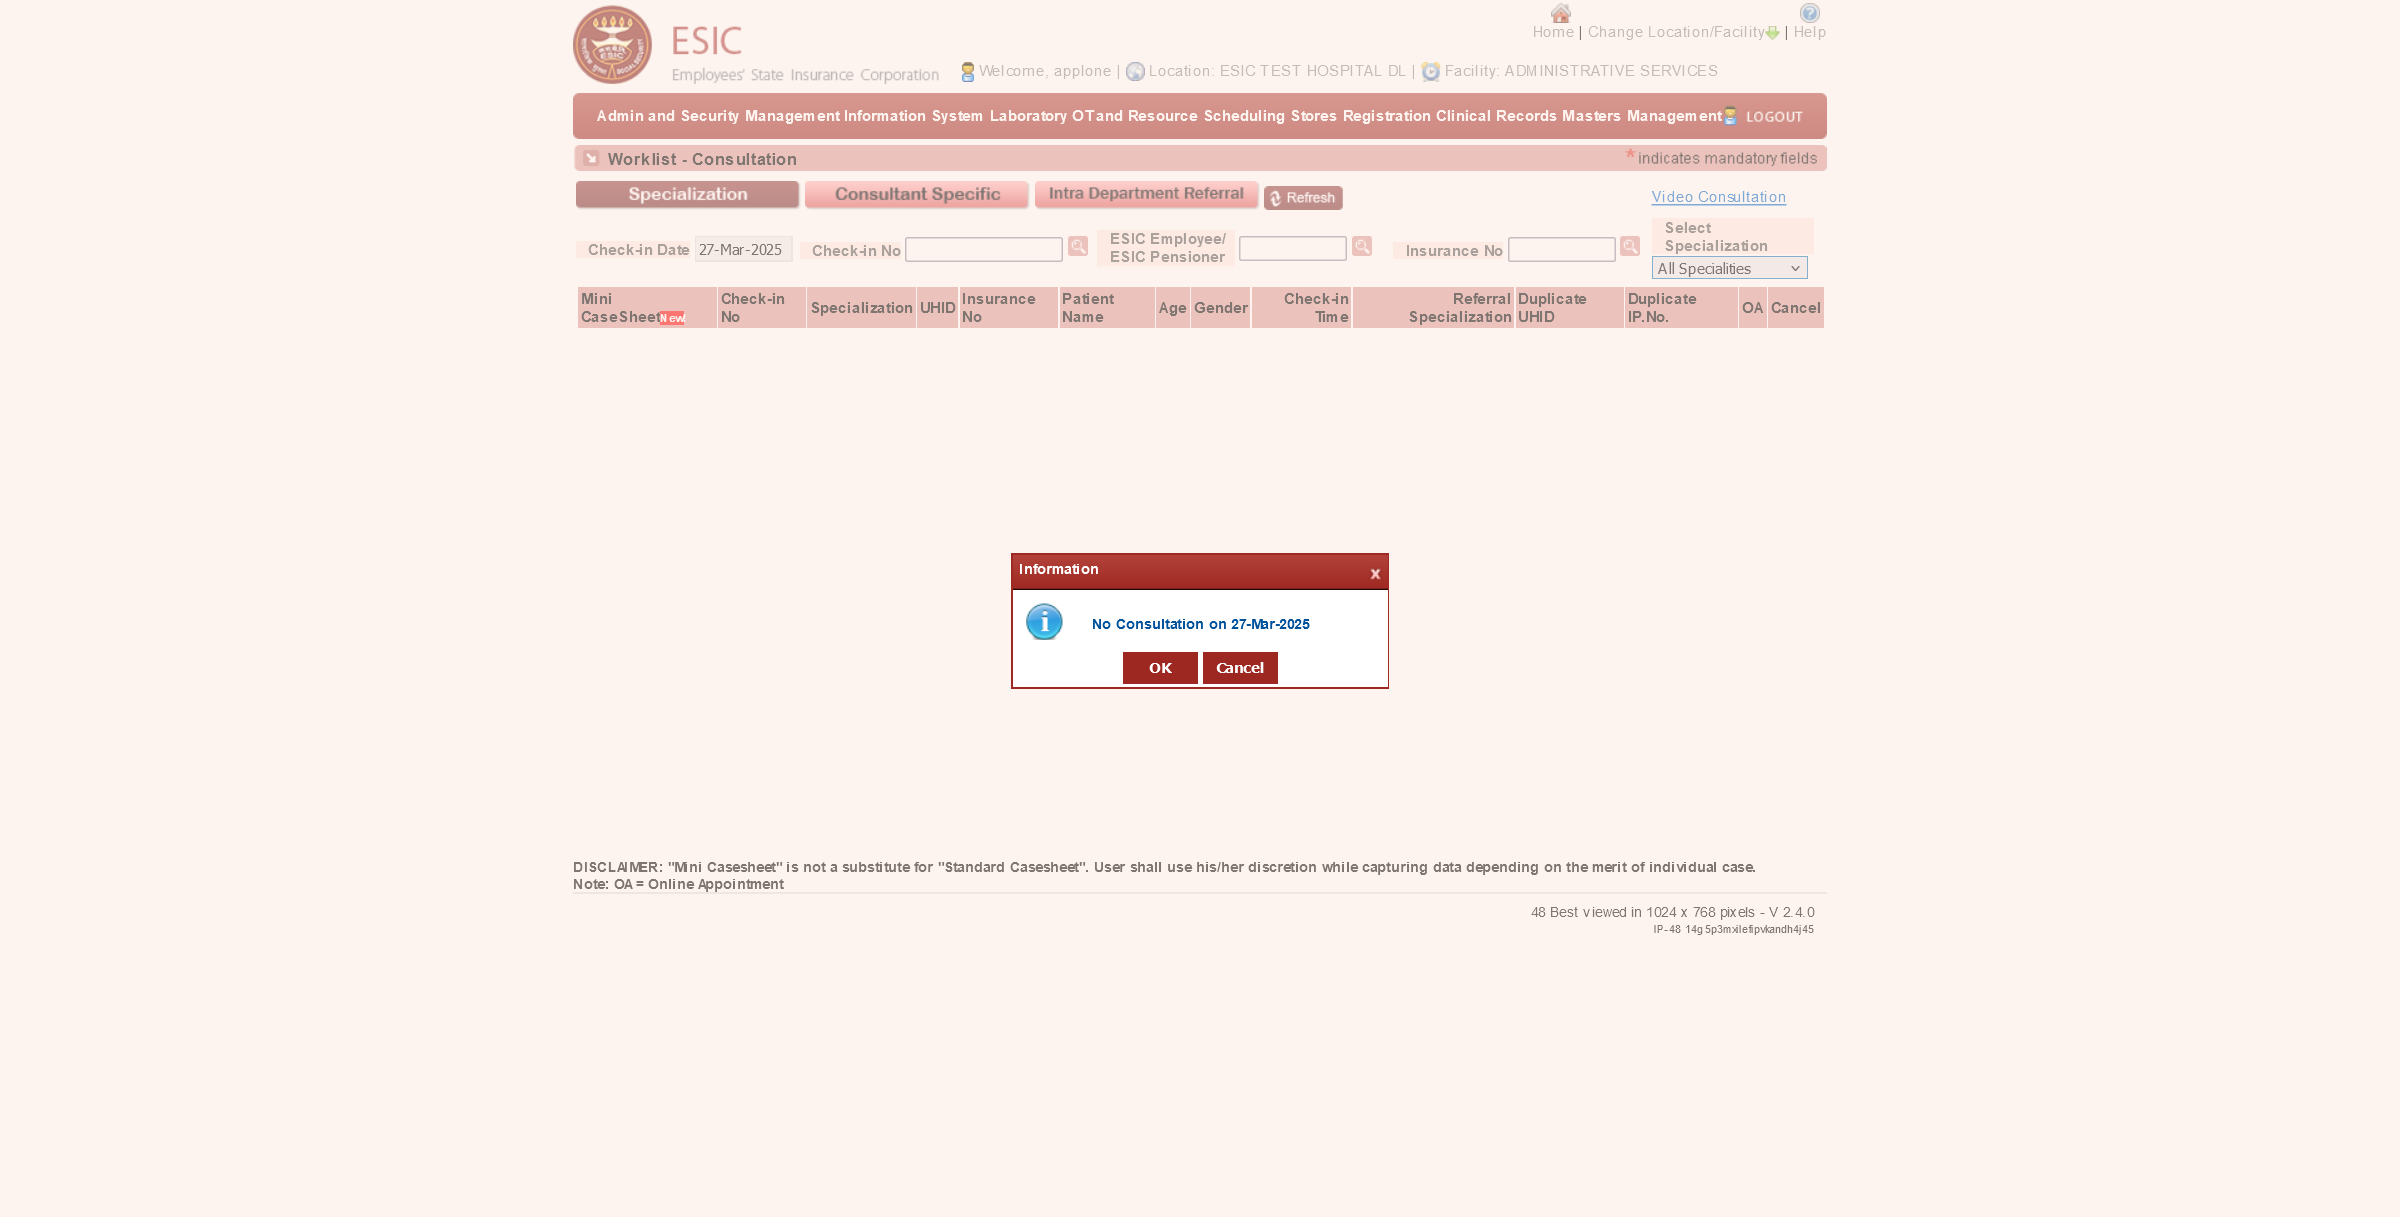 ESIC
Employees' State Insurance Corporation
Home | Change Location/Facility | Help
Welcome, applone | Location: ESIC TEST HOSPITAL DL | Facility: ADMINISTRATIVE SERVICES
Admin and Security Management Information System Laboratory OT and Resource Scheduling Stores Registration Clinical Records Masters Management LOGOUT
Worklist - Consultation
* indicates mandatory fields
Specialization Consultant Specific Intra Department Referral Refresh Video Consultation
Check-in Date 27-Mar-2025 Check-in No
ESIC Employee/
ESIC Pensioner
Insurance No
Select
Specialization
All Specialities
Mini
CaseSheet New
Check-in
No
Specialization
UHID
Insurance
No
Patient
Name
Age
Gender
Check-in
Time
Referral
Specialization
Duplicate
UHID
Duplicate
IP.No.
OA
Cancel
Information x
No Consultation on 27-Mar-2025
OK Cancel
DISCLAIMER: "Mini Casesheet" is not a substitute for "Standard Casesheet". User shall use his/her discretion while capturing data depending on the merit of individual case.
Note: OA = Online Appointment
48 Best viewed in 1024 x 768 pixels - V 2.4.0
IP-48 14g5p3mxilefipvkandh4j45